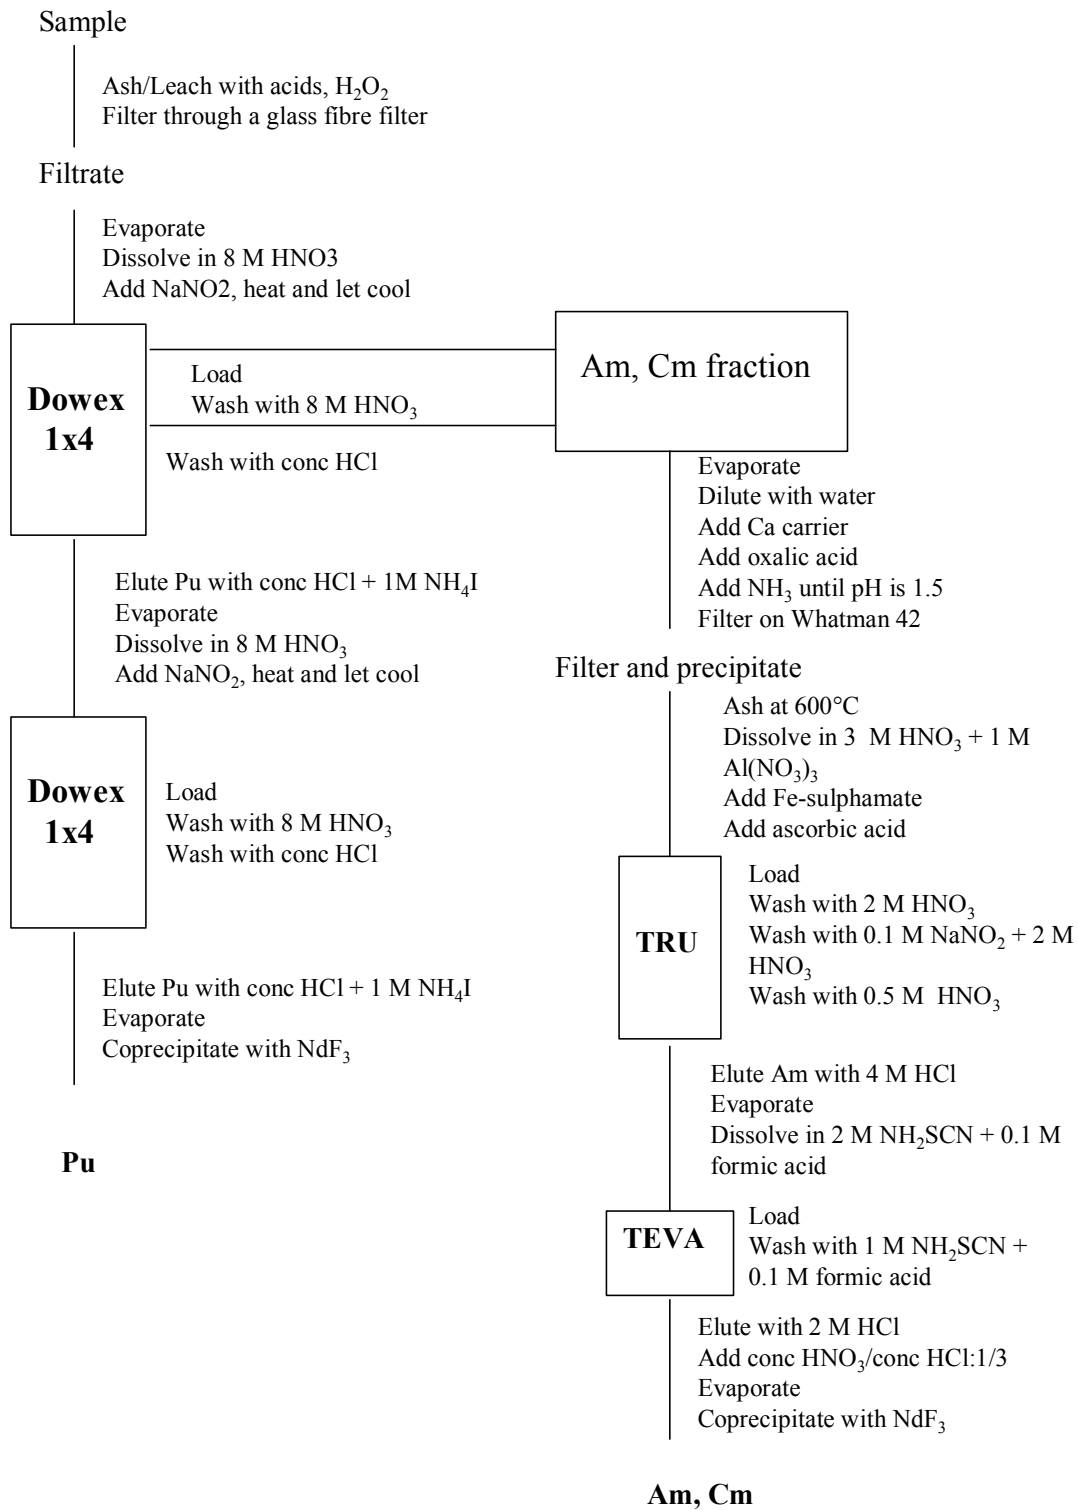 Sample
Ash/Leach with acids, H₂O₂
Filter through a glass fibre filter
Filtrate
Evaporate
Dissolve in 8 M HNO3
Add NaNO2, heat and let cool
Dowex
1x4
Load
Wash with 8 M HNO₃
Wash with conc HCl
Am, Cm fraction
Evaporate
Dilute with water
Add Ca carrier
Add oxalic acid
Add NH₃ until pH is 1.5
Filter on Whatman 42
Elute Pu with conc HCl + 1M NH₄I
Evaporate
Dissolve in 8 M HNO₃
Add NaNO₂, heat and let cool
Filter and precipitate
Ash at 600°C
Dissolve in 3 M HNO₃ + 1 M
Al(NO₃)₃
Add Fe-sulphamate
Add ascorbic acid
Dowex
1x4
Load
Wash with 8 M HNO₃
Wash with conc HCl
TRU
Load
Wash with 2 M HNO₃
Wash with 0.1 M NaNO₂ + 2 M
HNO₃
Wash with 0.5 M HNO₃
Elute Pu with conc HCl + 1 M NH₄I
Evaporate
Coprecipitate with NdF₃
Pu
Elute Am with 4 M HCl
Evaporate
Dissolve in 2 M NH₂SCN + 0.1 M
formic acid
TEVA
Load
Wash with 1 M NH₂SCN +
0.1 M formic acid
Elute with 2 M HCl
Add conc HNO₃/conc HCl:1/3
Evaporate
Coprecipitate with NdF₃
Am, Cm